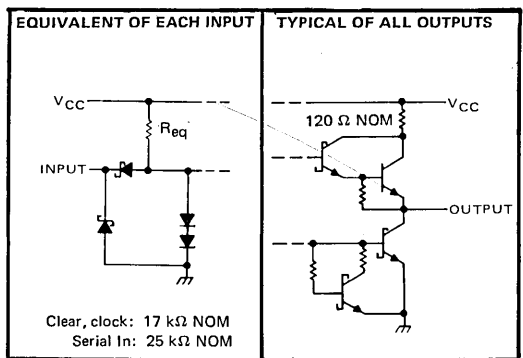 EQUIVALENT OF EACH INPUT
VCC
Req
INPUT
Clear, clock: 17 kΩ NOM
Serial In: 25 kΩ NOM
TYPICAL OF ALL OUTPUTS
VCC
120 Ω NOM
OUTPUT